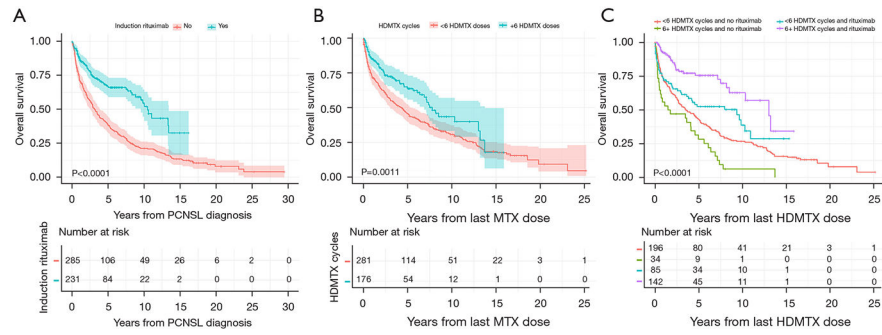 A
Induction rituximab No Yes
1.00
0.75
0.50
0.25
0.00
Overall survival
P<0.0001
0 5 10 15 20 25 30
Years from PCNSL diagnosis
Number at risk
Induction rituximab
285 106 49 26 6 2 0
231 84 22 2 0 0 0
0 5 10 15 20 25 30
Years from PCNSL diagnosis
B
HDMTX cycles <6 HDMTX doses +6 HDMTX doses
1.00
0.75
0.50
0.25
0.00
Overall survival
P=0.0011
0 5 10 15 20 25
Years from last MTX dose
Number at risk
HDMTX cycles
281 114 51 22 3 1
176 54 12 1 0 0
0 5 10 15 20 25
Years from last MTX dose
C
<6 HDMTX cycles and no rituximab <6 HDMTX cycles and rituximab
6+ HDMTX cycles and no rituximab 6+ HDMTX cycles and rituximab
1.00
0.75
0.50
0.25
0.00
Overall survival
P<0.0001
0 5 10 15 20 25
Years from last HDMTX dose
Number at risk
196 80 41 21 3 1
34 9 1 0 0 0
85 34 10 1 0 0
142 45 11 1 0 0
0 5 10 15 20 25
Years from last HDMTX dose